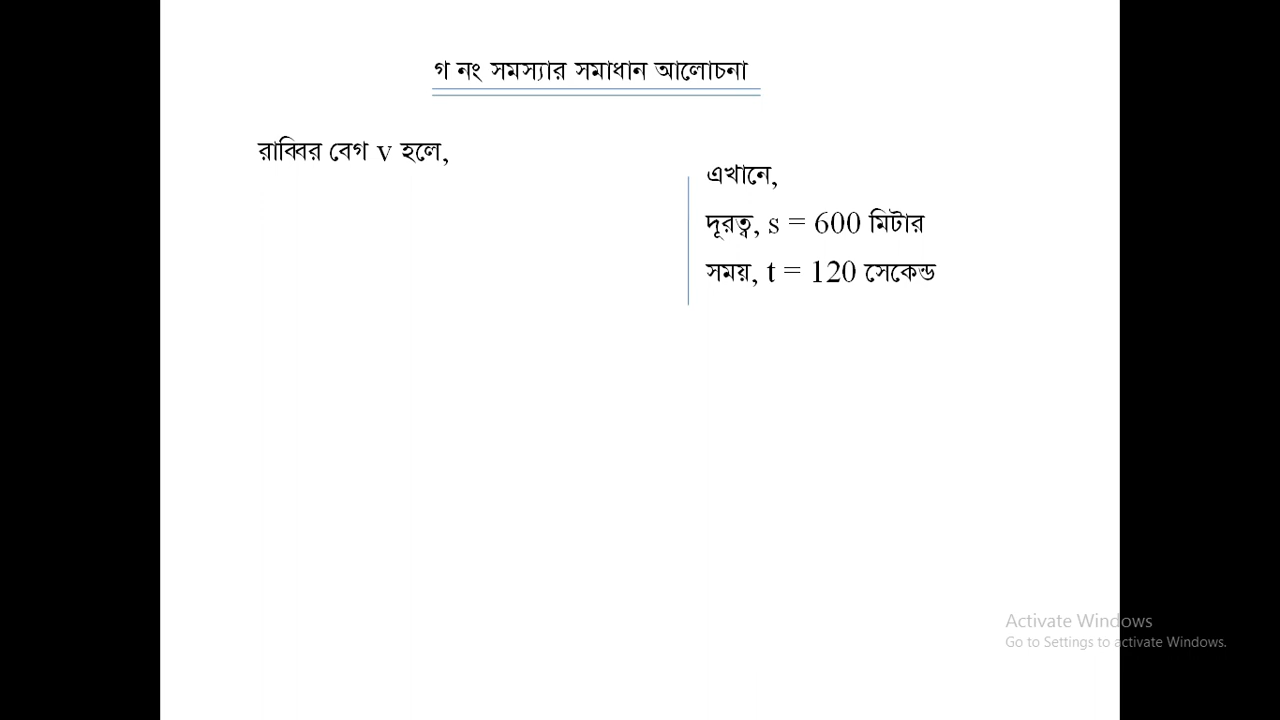 গ নং সমস্যার সমাধান আলোচনা
রাব্বির বেগ v হলে,
এখানে,
দূরত্ব, s = 600 মিটার
সময়, t = 120 সেকেন্ড
Activate Windows
Go to Settings to activate Windows.